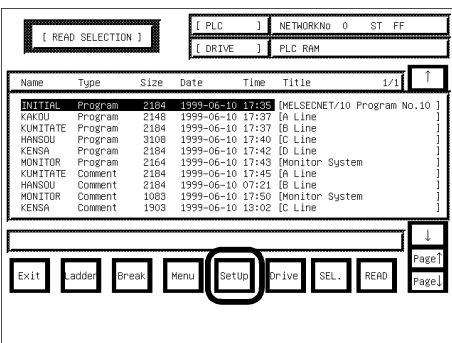 [ READ SELECTION ]
[ PLC ] NETWORKNo 0 ST FF
[ DRIVE ] PLC RAM
Name Type Size Date Time Title 1/1 ↑
INITIAL Program 2184 1999-06-10 17:35 [MELSECNET/10 Program No.10 ]
KAKOU Program 2148 1999-06-10 17:37 [A Line ]
KUMITATE Program 2184 1999-06-10 17:37 [B Line ]
HANSOU Program 3108 1999-06-10 17:40 [C Line ]
KENSA Program 2184 1999-06-10 17:42 [D Line ]
MONITOR Program 2164 1999-06-10 17:43 [Monitor System ]
KUMITATE Comment 2184 1999-06-10 17:45 [A Line ]
HANSOU Comment 2184 1999-06-10 07:21 [B Line ]
MONITOR Comment 1083 1999-06-10 17:50 [Monitor System ]
KENSA Comment 1903 1999-06-10 13:02 [C Line ]
↓
Page↑
Exit Ladder Break Menu SetUp Drive SEL. READ Page↓